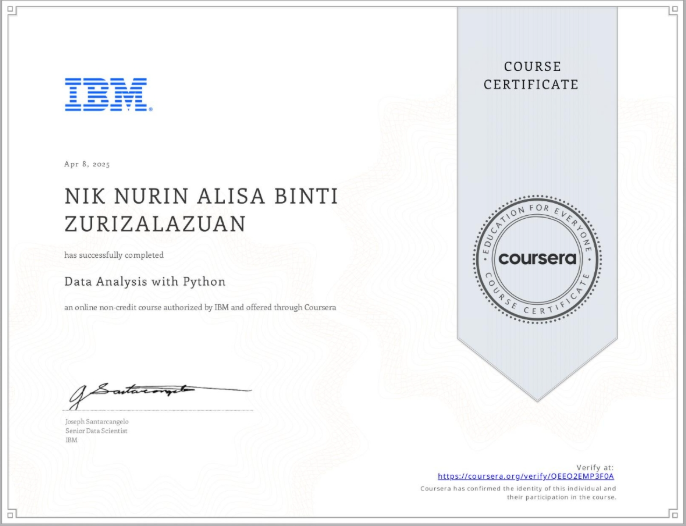 IBM
COURSE
CERTIFICATE
Apr 8, 2025
NIK NURIN ALISA BINTI
ZURIZALAZUAN
has successfully completed
Data Analysis with Python
an online non-credit course authorized by IBM and offered through Coursera
EDUCATION FOR EVERYONE
coursera
COURSE CERTIFICATE
Joseph Santarcangelo
Senior Data Scientist
IBM
Verify at:
https://coursera.org/verify/QEEO2EMP3F0A
Coursera has confirmed the identity of this individual and
their participation in the course.